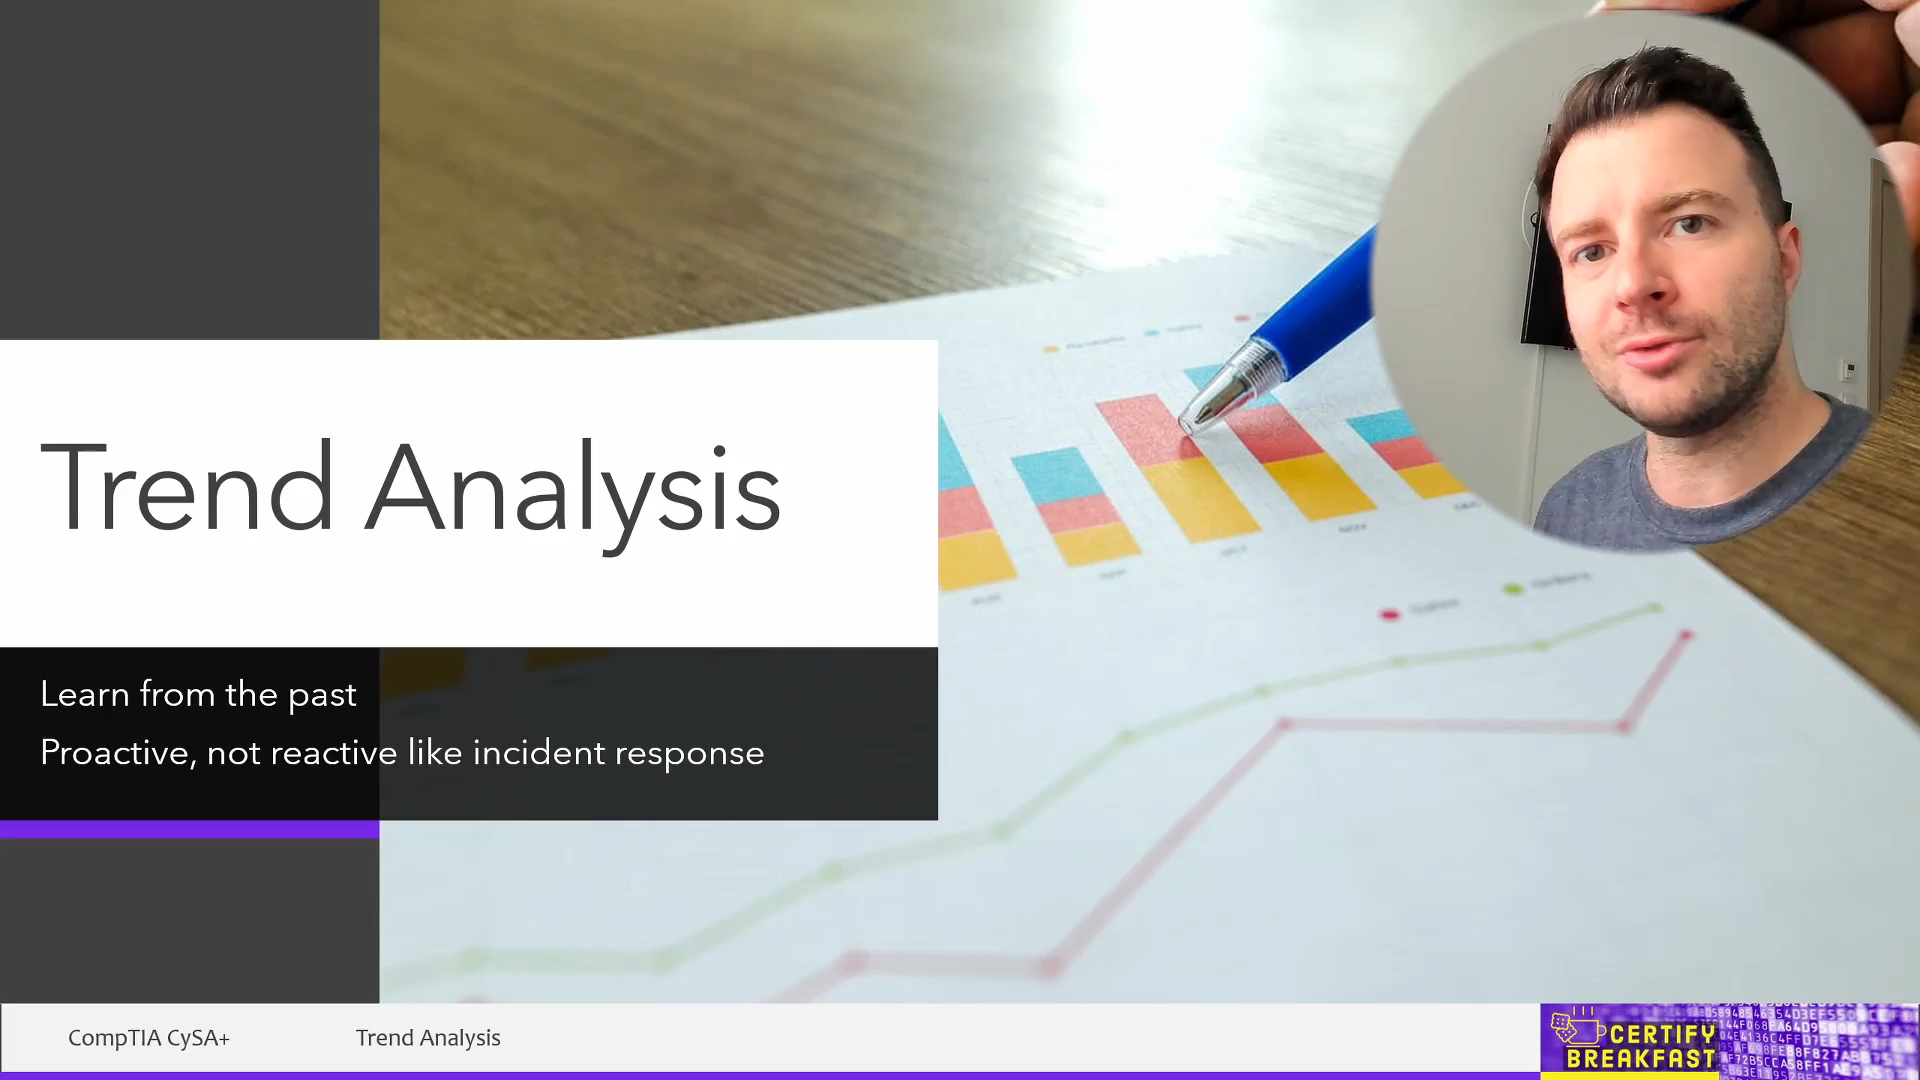 Trend Analysis
Learn from the past
Proactive, not reactive like incident response
CompTIA CySA+
Trend Analysis
CERTIFY
BREAKFAST